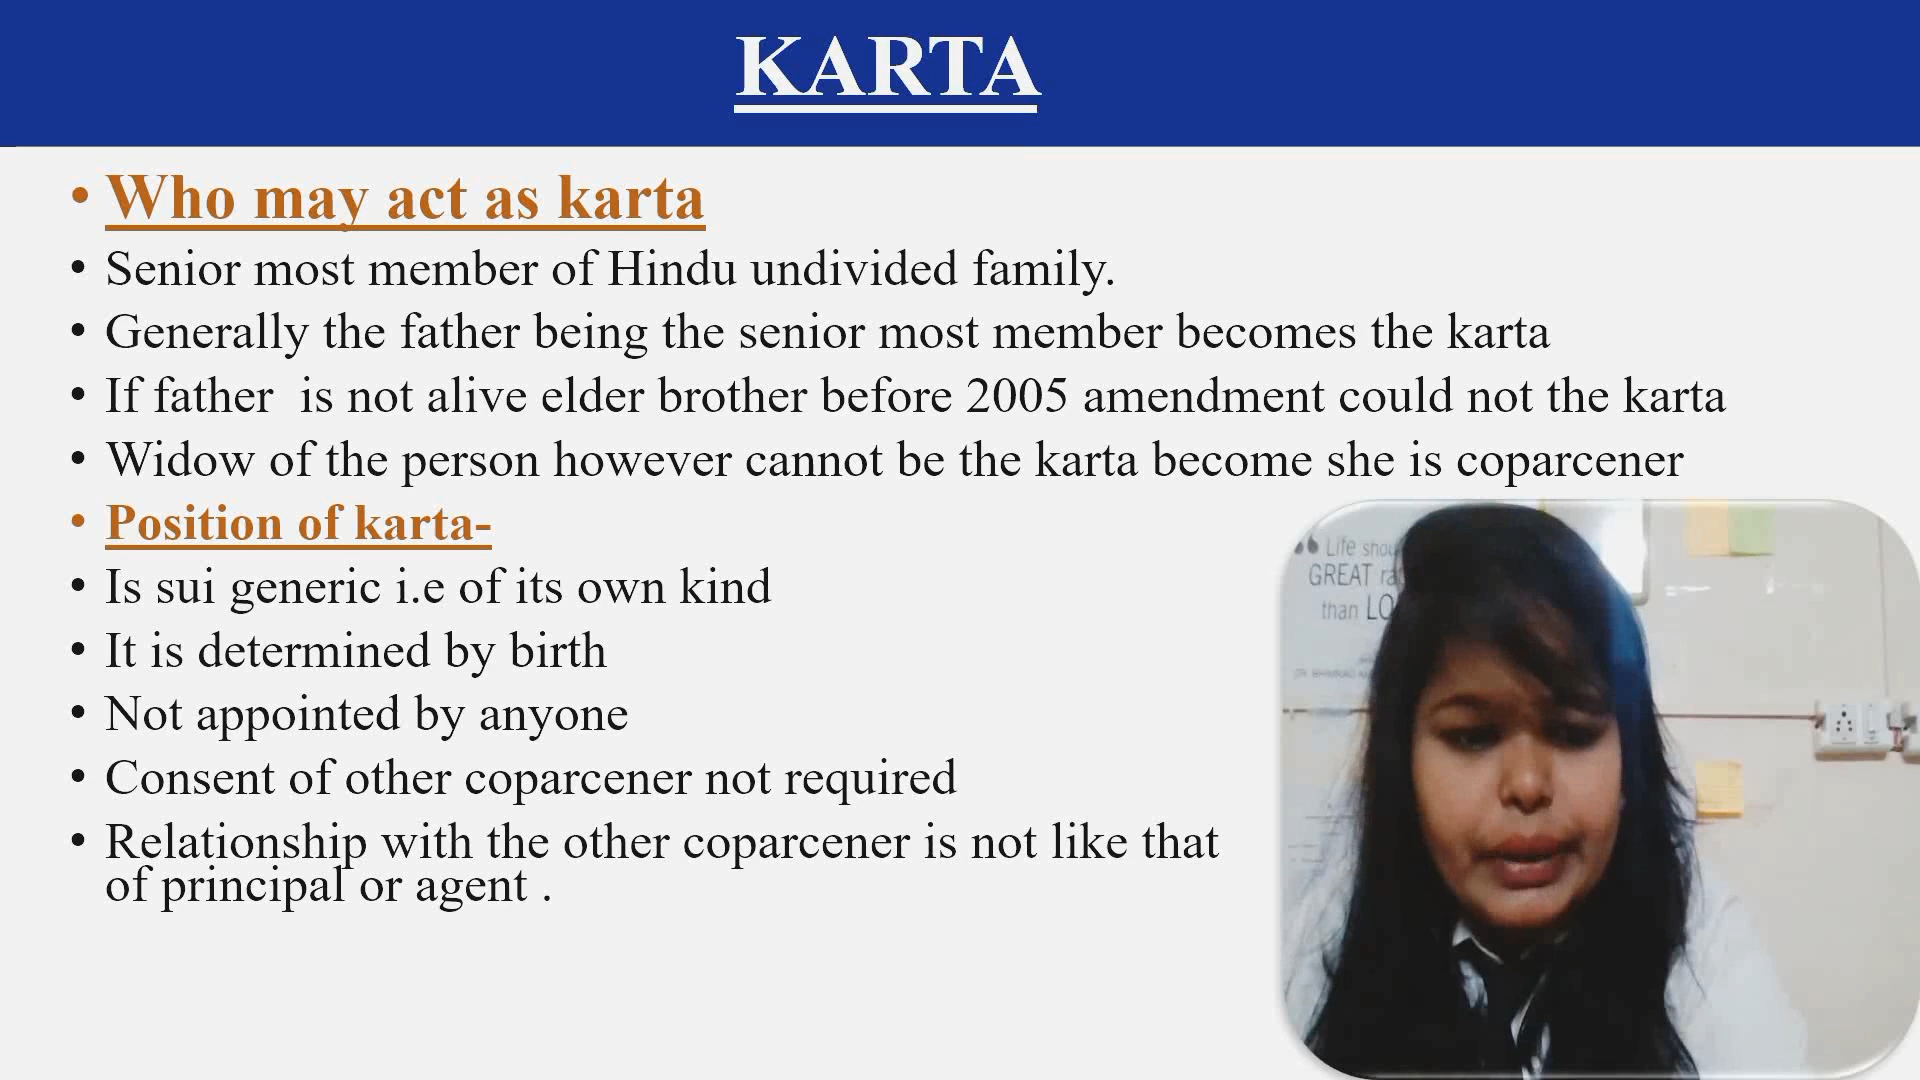 KARTA
• Who may act as karta
• Senior most member of Hindu undivided family.
• Generally the father being the senior most member becomes the karta
• If father  is not alive elder brother before 2005 amendment could not the karta
• Widow of the person however cannot be the karta become she is coparcener
• Position of karta-
• Is sui generic i.e of its own kind
• It is determined by birth
• Not appointed by anyone
• Consent of other coparcener not required
• Relationship with the other coparcener is not like that
of principal or agent .
Life
GREAT
than